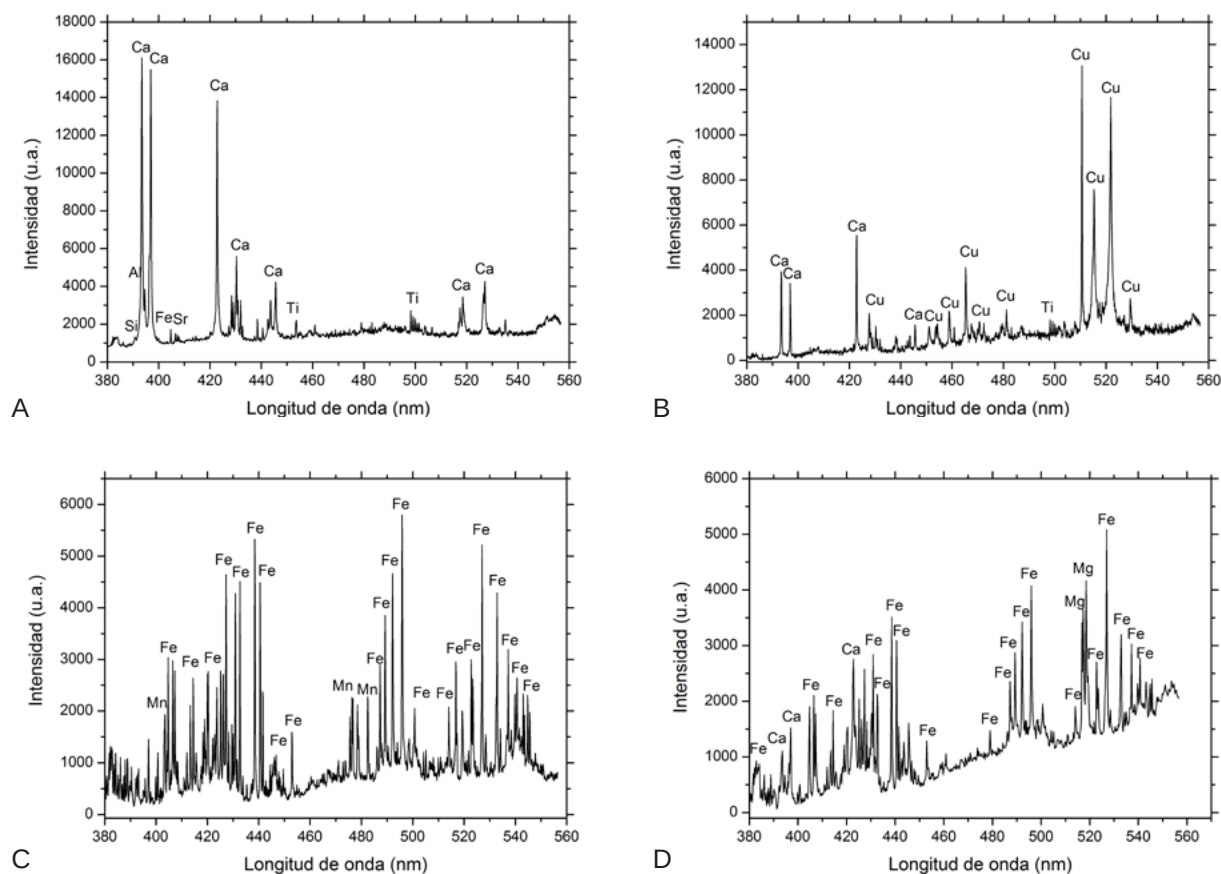 18000
16000
14000
12000
10000
8000
6000
4000
2000
0
Intensidad (u.a.)
Ca
Ca
Ca
Al
Si
Fe
Sr
Ca
Ca
Ti
Ti
Ca
Ca
380 400 420 440 460 480 500 520 540 560
Longitud de onda (nm)
A
14000
12000
10000
8000
6000
4000
2000
0
Intensidad (u.a.)
Ca
Ca
Ca
Cu
Ca
Cu
Cu
Cu
Cu
Cu
Ti
Cu
Cu
Cu
Cu
380 400 420 440 460 480 500 520 540 560
Longitud de onda (nm)
B
6000
5000
4000
3000
2000
1000
0
Intensidad (u.a.)
Mn
Fe
Fe
Fe
Fe
Fe
Fe
Fe
Fe
Fe
Mn
Mn
Fe
Fe
Fe
Fe
Fe
Fe
Fe
Fe
Fe
Fe
Fe
Fe
Fe
380 400 420 440 460 480 500 520 540 560
Longitud de onda (nm)
C
6000
5000
4000
3000
2000
1000
0
Intensidad (u.a.)
Fe
Ca
Ca
Fe
Fe
Ca
Fe
Fe
Fe
Fe
Fe
Fe
Fe
Fe
Fe
Fe
Fe
Mg
Mg
Fe
Fe
Fe
Fe
Fe
380 400 420 440 460 480 500 520 540 560
Longitud de onda (nm)
D